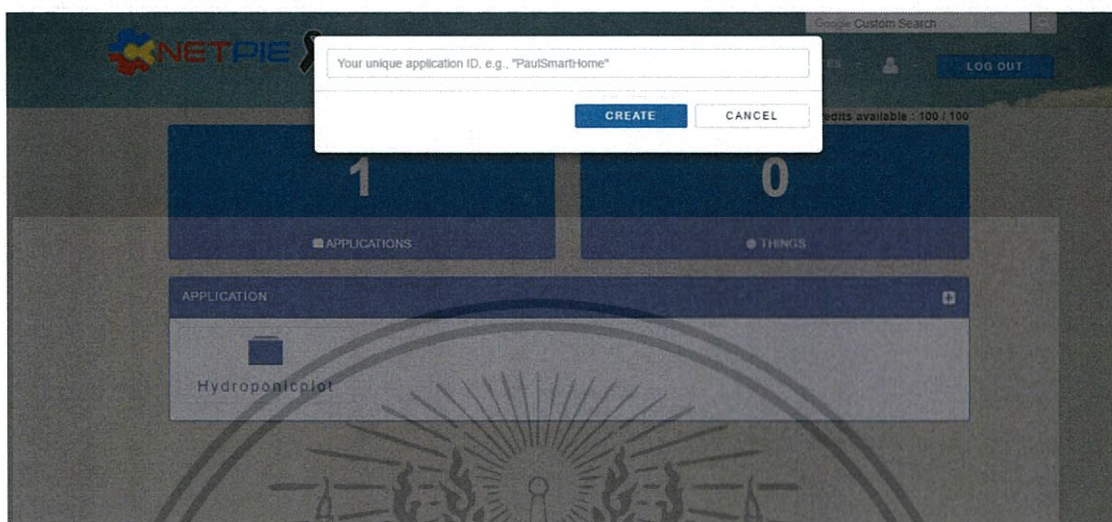 Google Custom Search
NETPIE
Your unique application ID, e.g., "PaulSmartHome"
LOG OUT
CREATE
CANCEL
edits available : 100 / 100
1
0
APPLICATIONS
THINGS
APPLICATION
Hydroponicplot